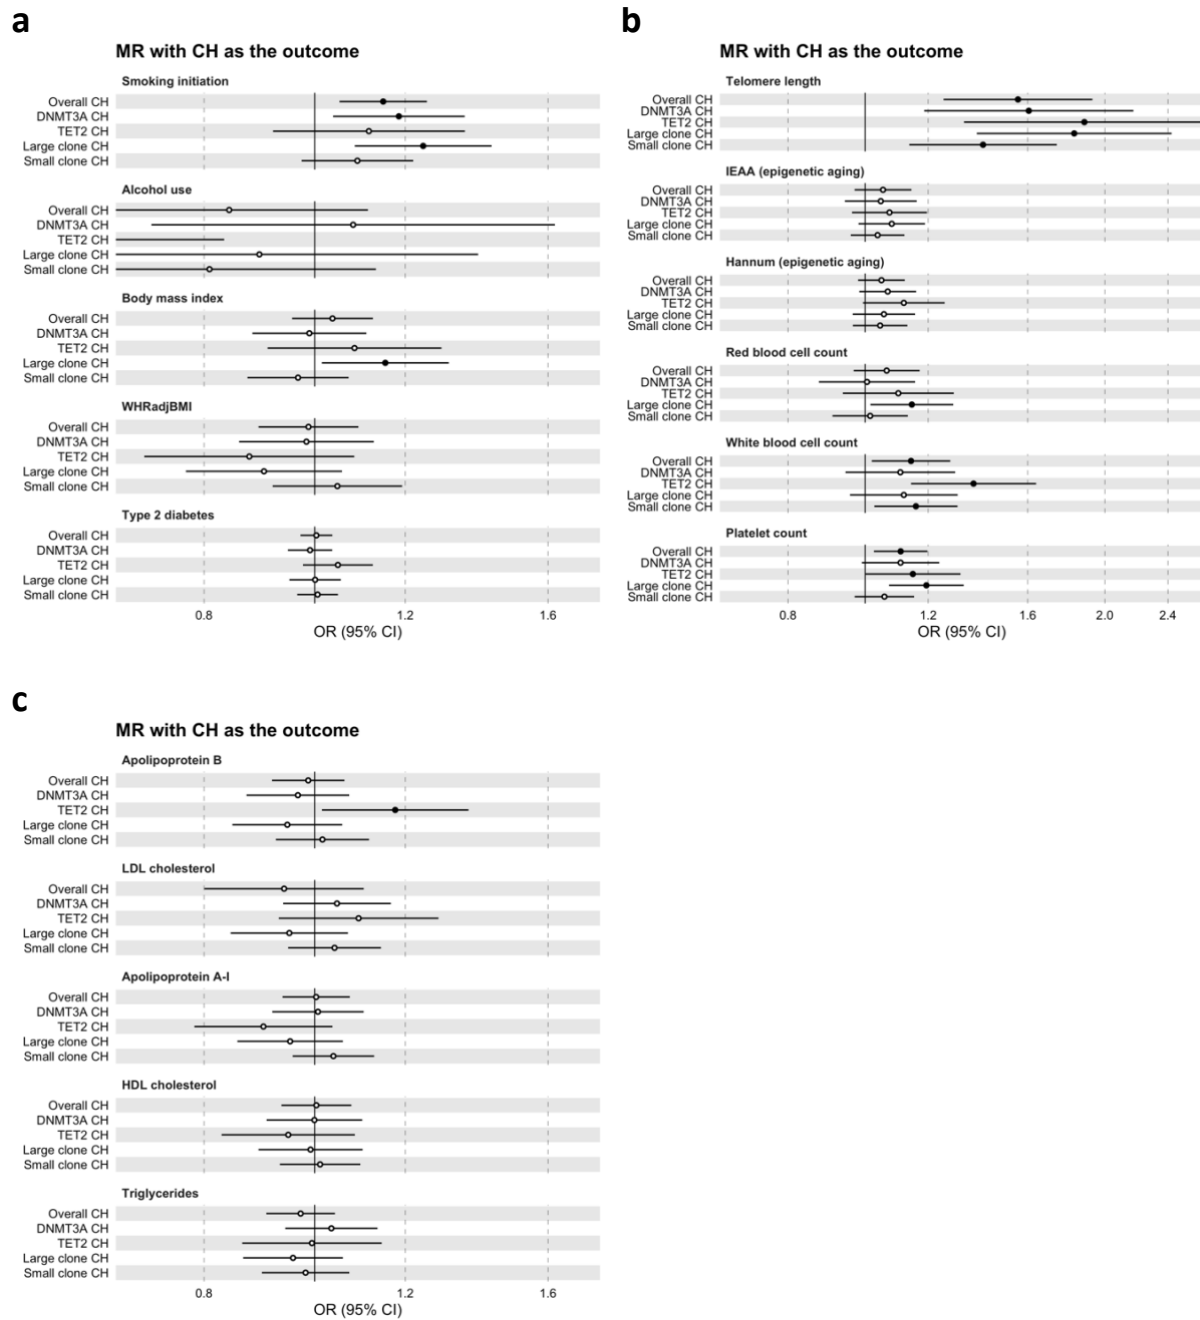 a
MR with CH as the outcome
Smoking initiation
Overall CH
DNMT3A CH
TET2 CH
Large clone CH
Small clone CH
Alcohol use
Overall CH
DNMT3A CH
TET2 CH
Large clone CH
Small clone CH
Body mass index
Overall CH
DNMT3A CH
TET2 CH
Large clone CH
Small clone CH
WHRadjBMI
Overall CH
DNMT3A CH
TET2 CH
Large clone CH
Small clone CH
Type 2 diabetes
Overall CH
DNMT3A CH
TET2 CH
Large clone CH
Small clone CH
0.8 1.2 1.6
OR (95% CI)
b
MR with CH as the outcome
Telomere length
Overall CH
DNMT3A CH
TET2 CH
Large clone CH
Small clone CH
IEAA (epigenetic aging)
Overall CH
DNMT3A CH
TET2 CH
Large clone CH
Small clone CH
Hannum (epigenetic aging)
Overall CH
DNMT3A CH
TET2 CH
Large clone CH
Small clone CH
Red blood cell count
Overall CH
DNMT3A CH
TET2 CH
Large clone CH
Small clone CH
White blood cell count
Overall CH
DNMT3A CH
TET2 CH
Large clone CH
Small clone CH
Platelet count
Overall CH
DNMT3A CH
TET2 CH
Large clone CH
Small clone CH
0.8 1.2 1.6 2.0 2.4
OR (95% CI)
c
MR with CH as the outcome
Apolipoprotein B
Overall CH
DNMT3A CH
TET2 CH
Large clone CH
Small clone CH
LDL cholesterol
Overall CH
DNMT3A CH
TET2 CH
Large clone CH
Small clone CH
Apolipoprotein A-I
Overall CH
DNMT3A CH
TET2 CH
Large clone CH
Small clone CH
HDL cholesterol
Overall CH
DNMT3A CH
TET2 CH
Large clone CH
Small clone CH
Triglycerides
Overall CH
DNMT3A CH
TET2 CH
Large clone CH
Small clone CH
0.8 1.2 1.6
OR (95% CI)